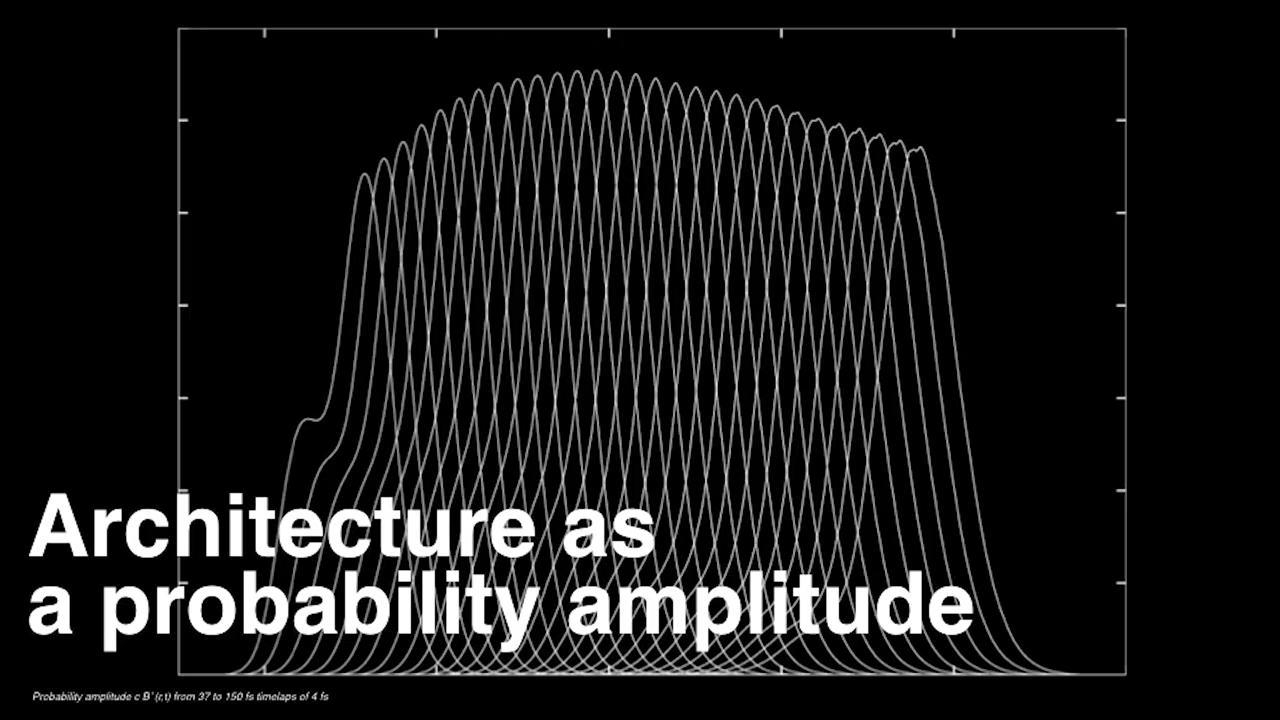 Architecture as
a probability amplitude
Probability amplitude c B' (r,t) from 37 to 150 fs timelaps of 4 fs